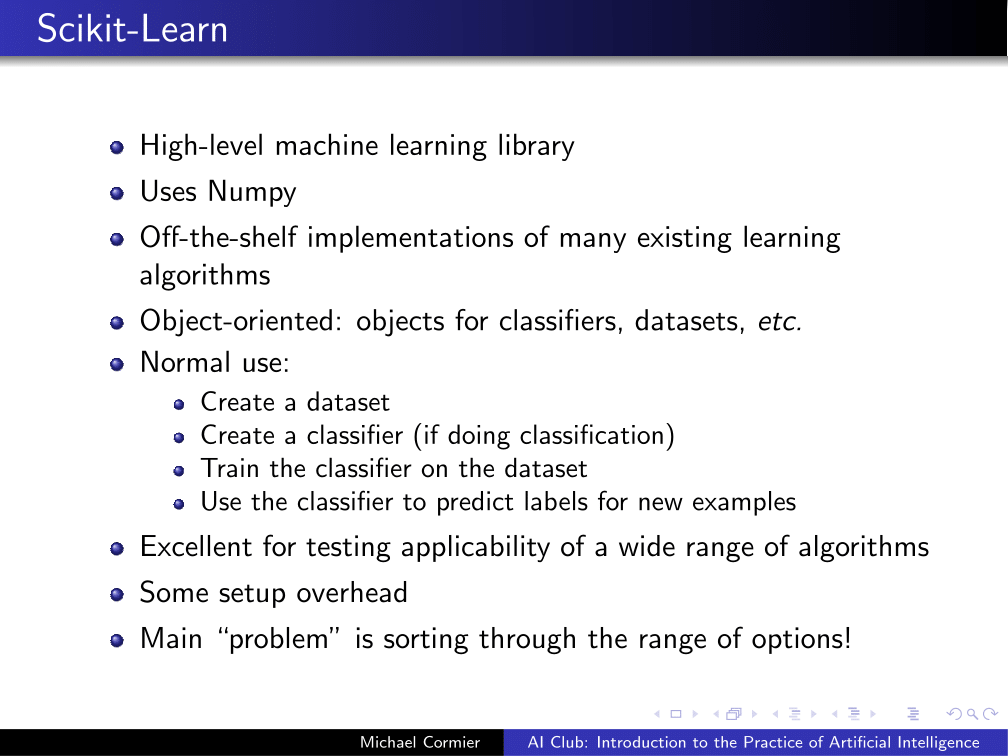 Scikit-Learn
High-level machine learning library
Uses Numpy
Off-the-shelf implementations of many existing learning
algorithms
Object-oriented: objects for classifiers, datasets, etc.
Normal use:
Create a dataset
Create a classifier (if doing classification)
Train the classifier on the dataset
Use the classifier to predict labels for new examples
Excellent for testing applicability of a wide range of algorithms
Some setup overhead
Main “problem” is sorting through the range of options!
Michael Cormier AI Club: Introduction to the Practice of Artificial Intelligence